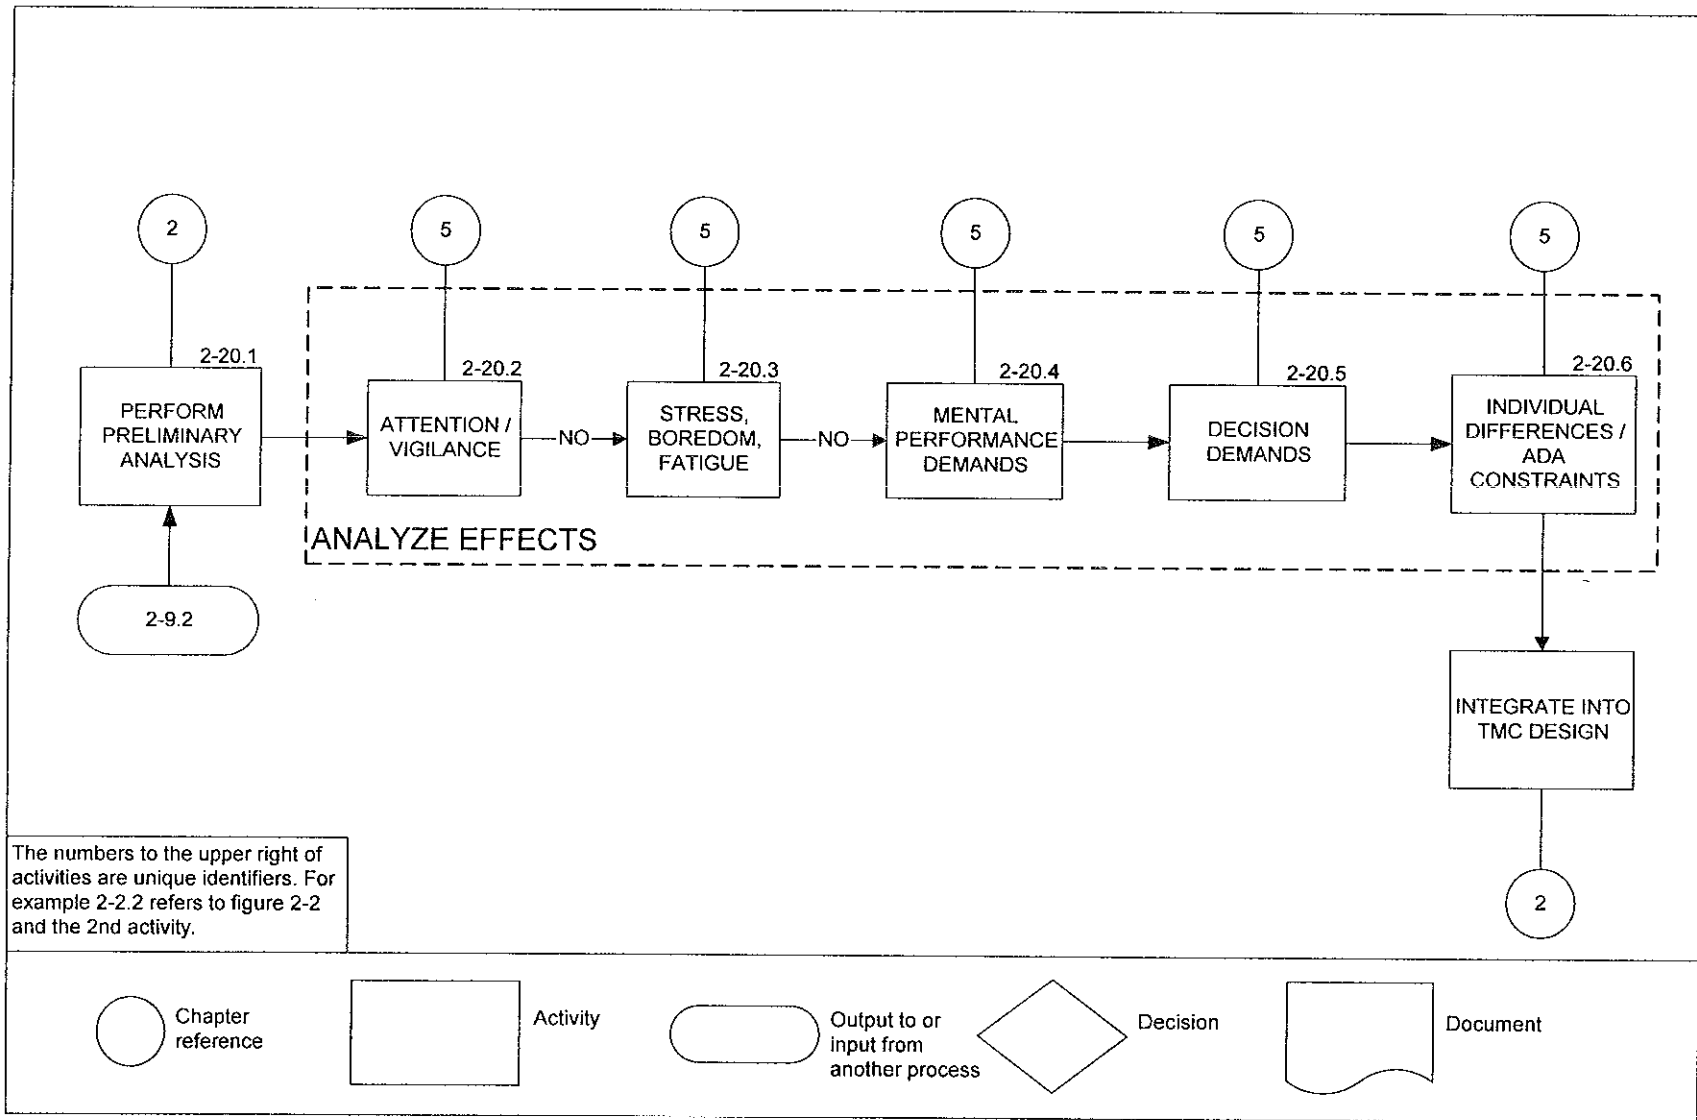 2
5
5
5
5
5
2-20.1
2-20.2
2-20.3
2-20.4
2-20.5
2-20.6
PERFORM
PRELIMINARY
ANALYSIS
ATTENTION /
VIGILANCE
NO
STRESS,
BOREDOM,
FATIGUE
NO
MENTAL
PERFORMANCE
DEMANDS
DECISION
DEMANDS
INDIVIDUAL
DIFFERENCES /
ADA
CONSTRAINTS
ANALYZE EFFECTS
2-9.2
INTEGRATE INTO
TMC DESIGN
2
The numbers to the upper right of
activities are unique identifiers. For
example 2-2.2 refers to figure 2-2
and the 2nd activity.
Chapter
reference
Activity
Output to or
input from
another process
Decision
Document